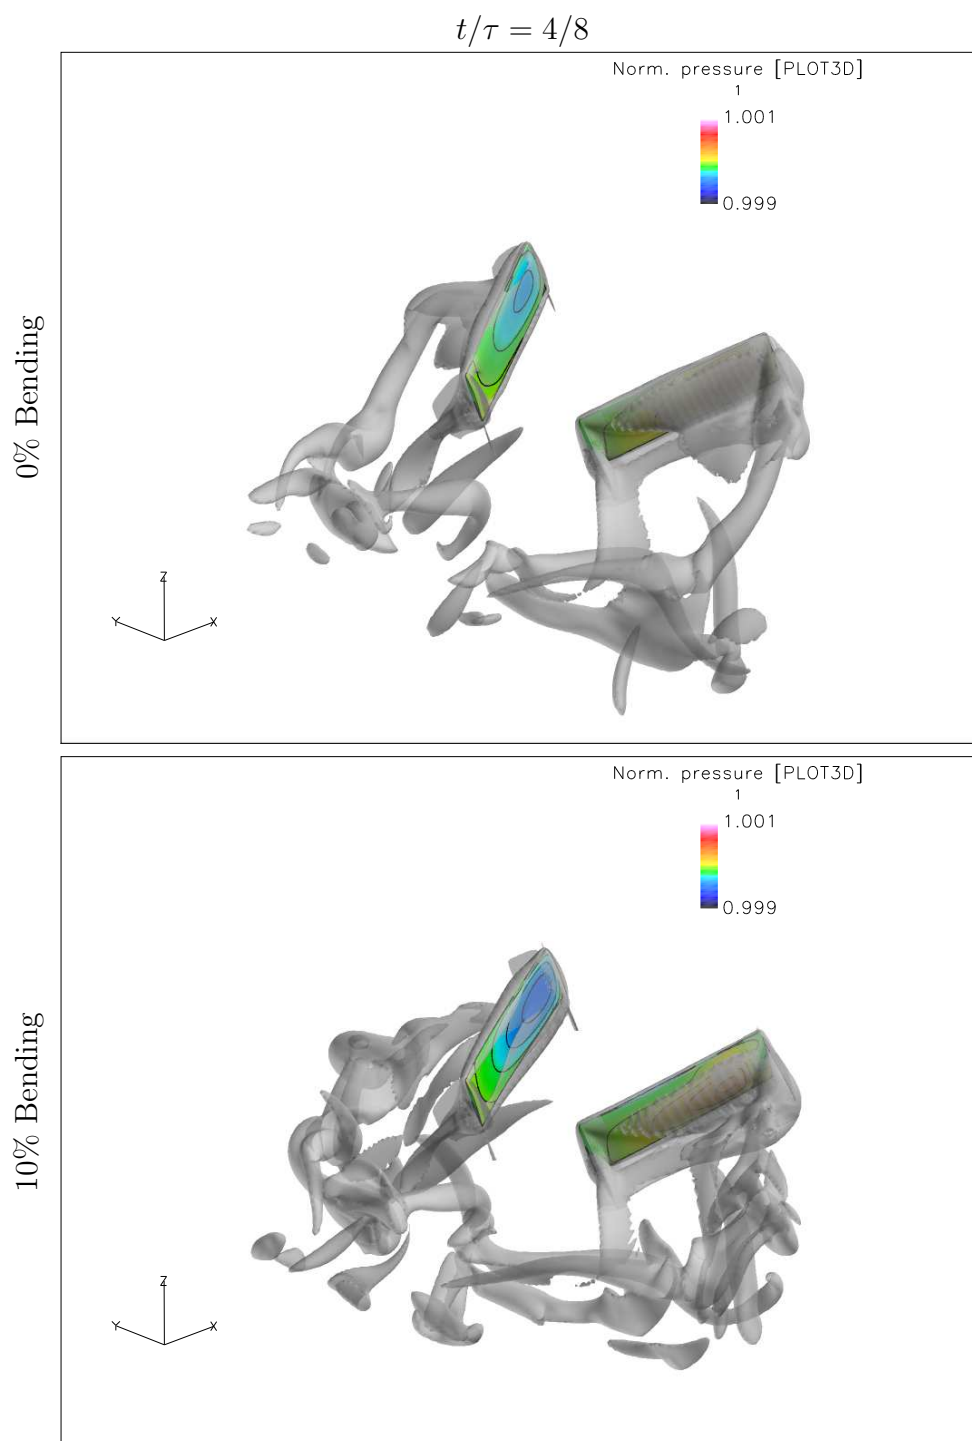 t/τ = 4/8
0% Bending
Norm. pressure [PLOT3D]
1
1.001
0.999
Z
Y
X
10% Bending
Norm. pressure [PLOT3D]
1
1.001
0.999
Z
Y
X